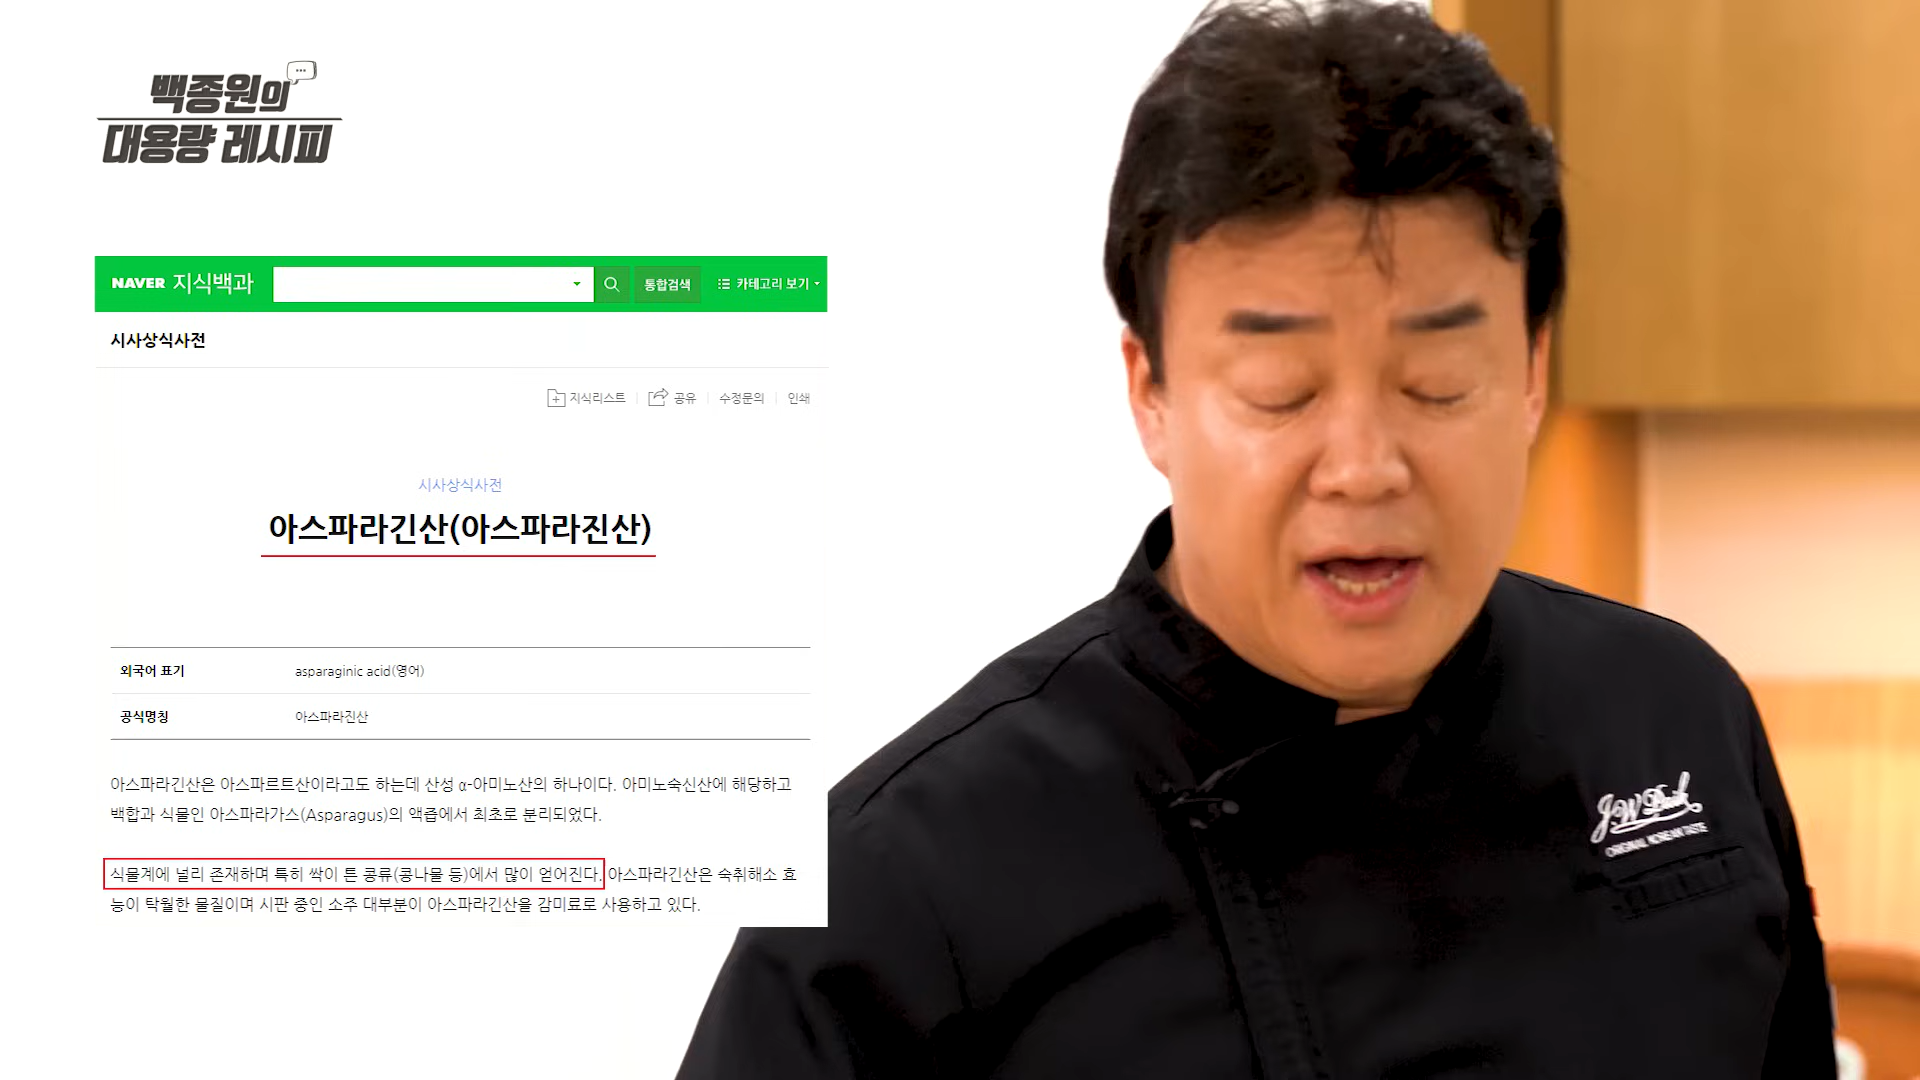 백종원의
대용량 레시피
NAVER 지식백과
통합검색
카테고리 보기
시사상식사전
지식리스트
공유
수정문의
인쇄
시사상식사전
아스파라긴산(아스파라진산)
외국어 표기 asparaginic acid(영어)
공식명칭 아스파라진산
아스파라긴산은 아스파르트산이라고도 하는데 산성 α-아미노산의 하나이다. 아미노숙신산에 해당하고
백합과 식물인 아스파라가스(Asparagus)의 액즙에서 최초로 분리되었다.
식물계에 널리 존재하며 특히 싹이 튼 콩류(콩나물 등)에서 많이 얻어진다. 아스파라긴산은 숙취해소 효
능이 탁월한 물질이며 시판 중인 소주 대부분이 아스파라긴산을 감미료로 사용하고 있다.
J.W Paik
ORIGINAL KOREAN TASTE